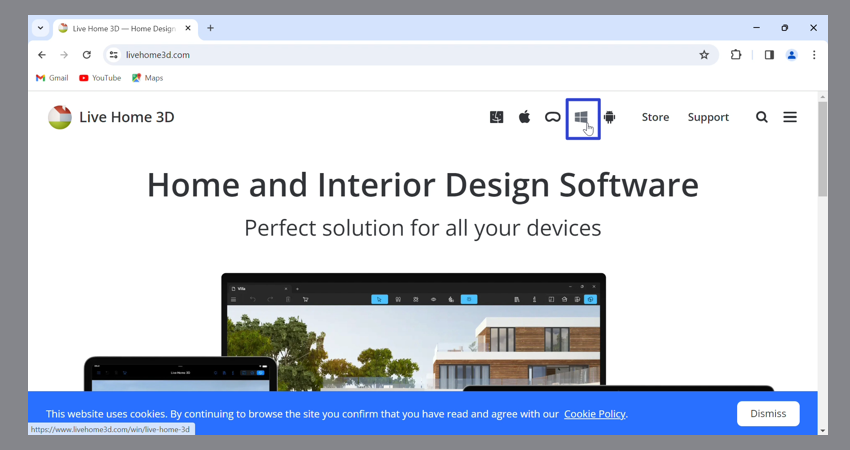 Live Home 3D — Home Design
livehome3d.com
Gmail YouTube Maps
Live Home 3D
Store Support
Home and Interior Design Software
Perfect solution for all your devices
Villa
Live Home 3D
This website uses cookies. By continuing to browse the site you confirm that you have read and agree with our Cookie Policy.
Dismiss
https://www.livehome3d.com/win/live-home-3d